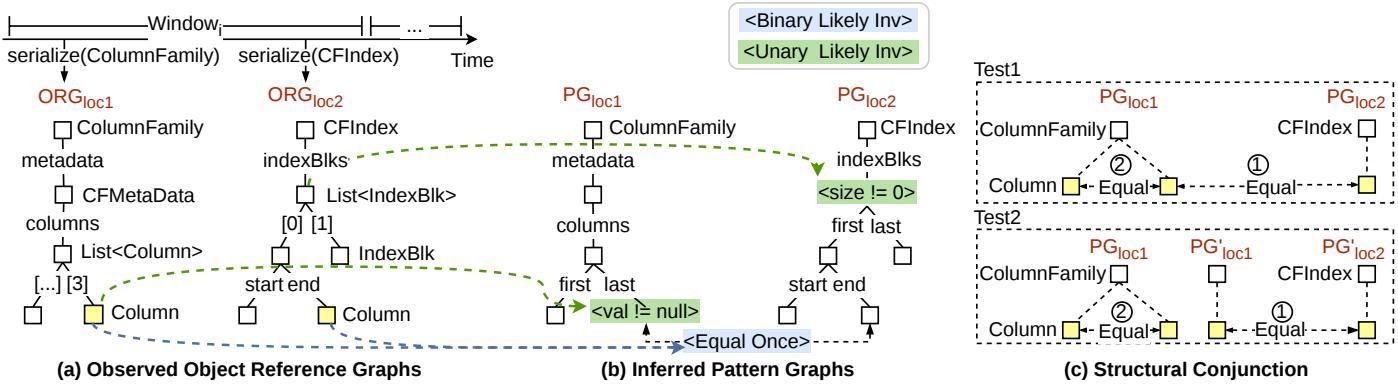 Window_i
...
serialize(ColumnFamily)
serialize(CFIndex)
Time
<Binary Likely Inv>
<Unary Likely Inv>
ORG_loc1
ColumnFamily
metadata
CFMetaData
columns
List<Column>
[...] [3]
Column
ORG_loc2
CFIndex
indexBlks
List<IndexBlk>
[0] [1]
IndexBlk
start end
Column
(a) Observed Object Reference Graphs
PG_loc1
ColumnFamily
metadata
columns
first last
<val != null>
PG_loc2
CFIndex
indexBlks
<size != 0>
first last
start end
<Equal Once>
(b) Inferred Pattern Graphs
Test1
PG_loc1
PG_loc2
ColumnFamily
CFIndex
② ①
Column
Equal
Equal
Test2
PG_loc1
PG'_loc1
PG'_loc2
ColumnFamily
CFIndex
② ①
Column
Equal
Equal
(c) Structural Conjunction